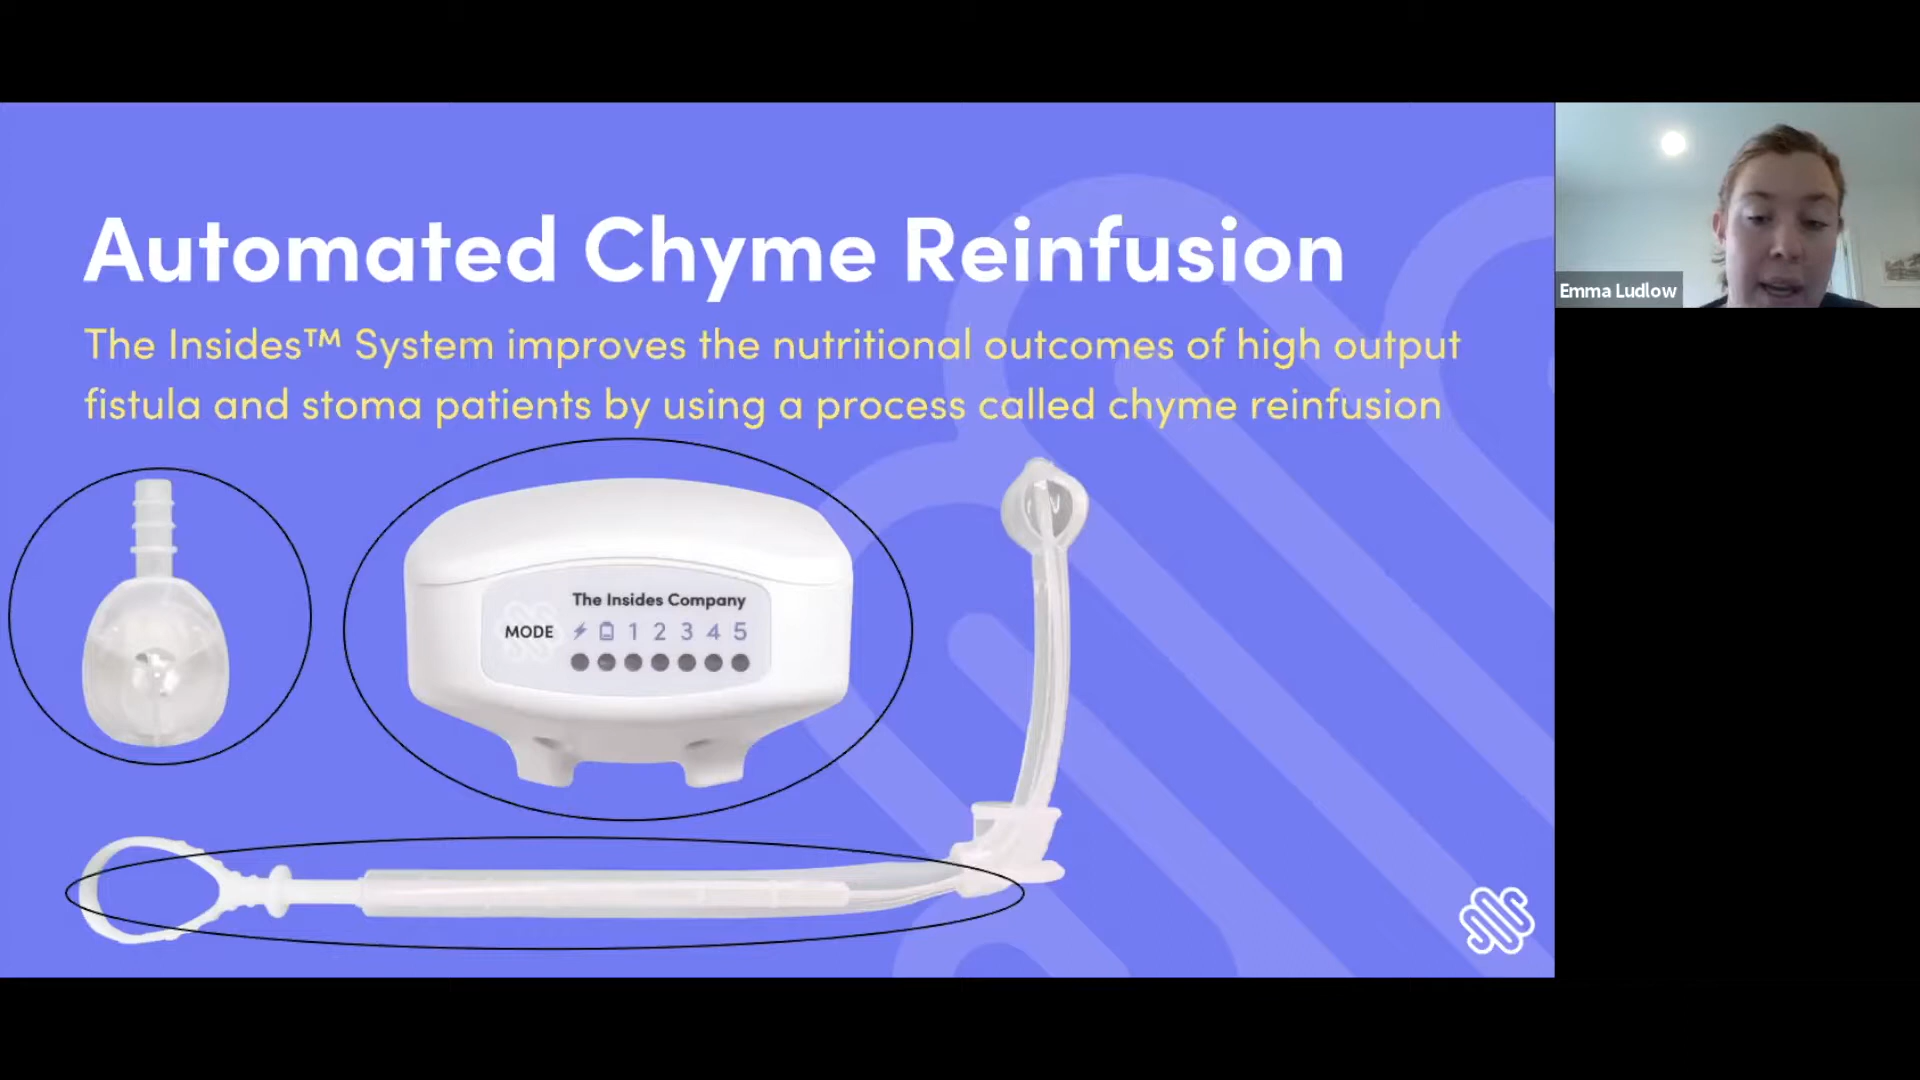 Automated Chyme Reinfusion
The Insides™ System improves the nutritional outcomes of high output
fistula and stoma patients by using a process called chyme reinfusion
The Insides Company
MODE 1 2 3 4 5
Emma Ludlow